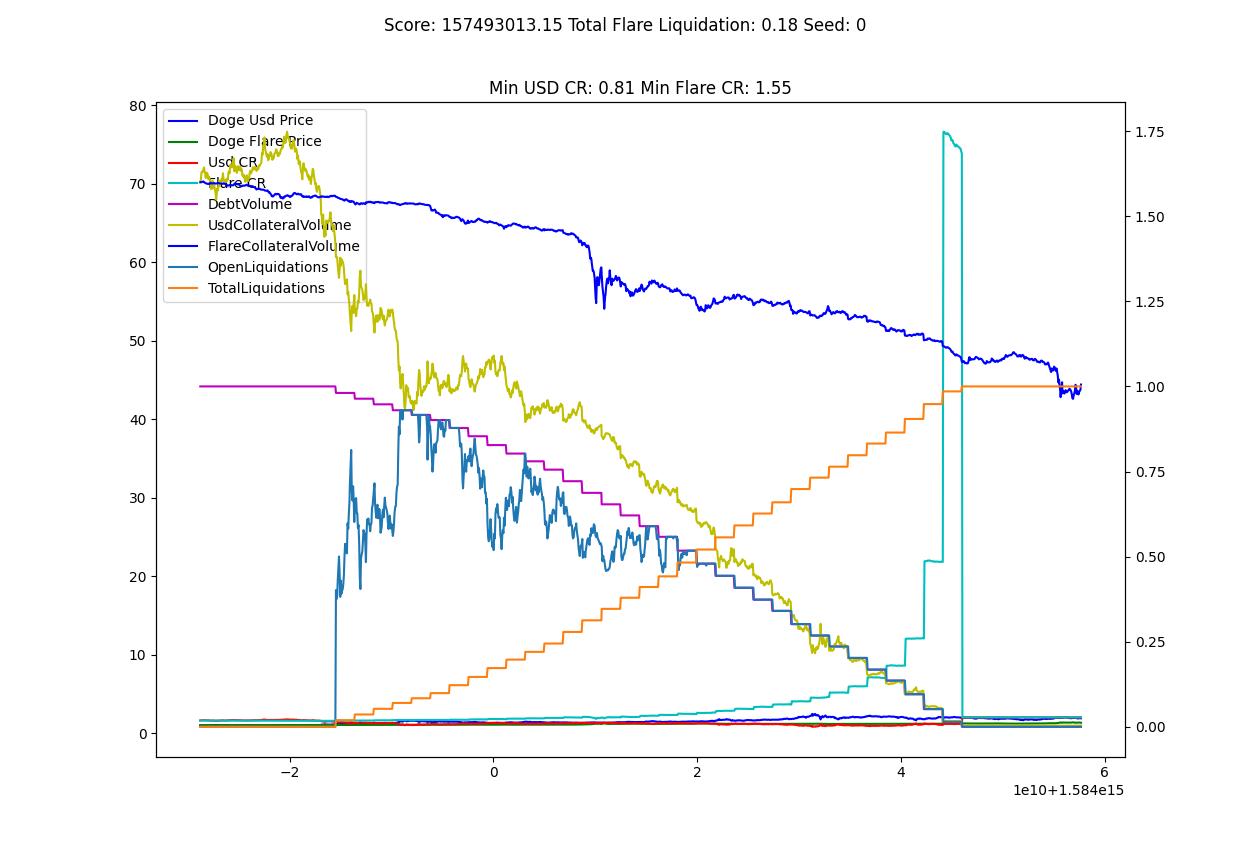 Score: 157493013.15 Total Flare Liquidation: 0.18 Seed: 0
Min USD CR: 0.81 Min Flare CR: 1.55
80
70
60
50
40
30
20
10
0
Doge Usd Price
Doge Flare Price
Usd CR
Flare CR
DebtVolume
UsdCollateralVolume
FlareCollateralVolume
OpenLiquidations
TotalLiquidations
1.75
1.50
1.25
1.00
0.75
0.50
0.25
0.00
−2 0 2 4 6
1e10+1.584e15